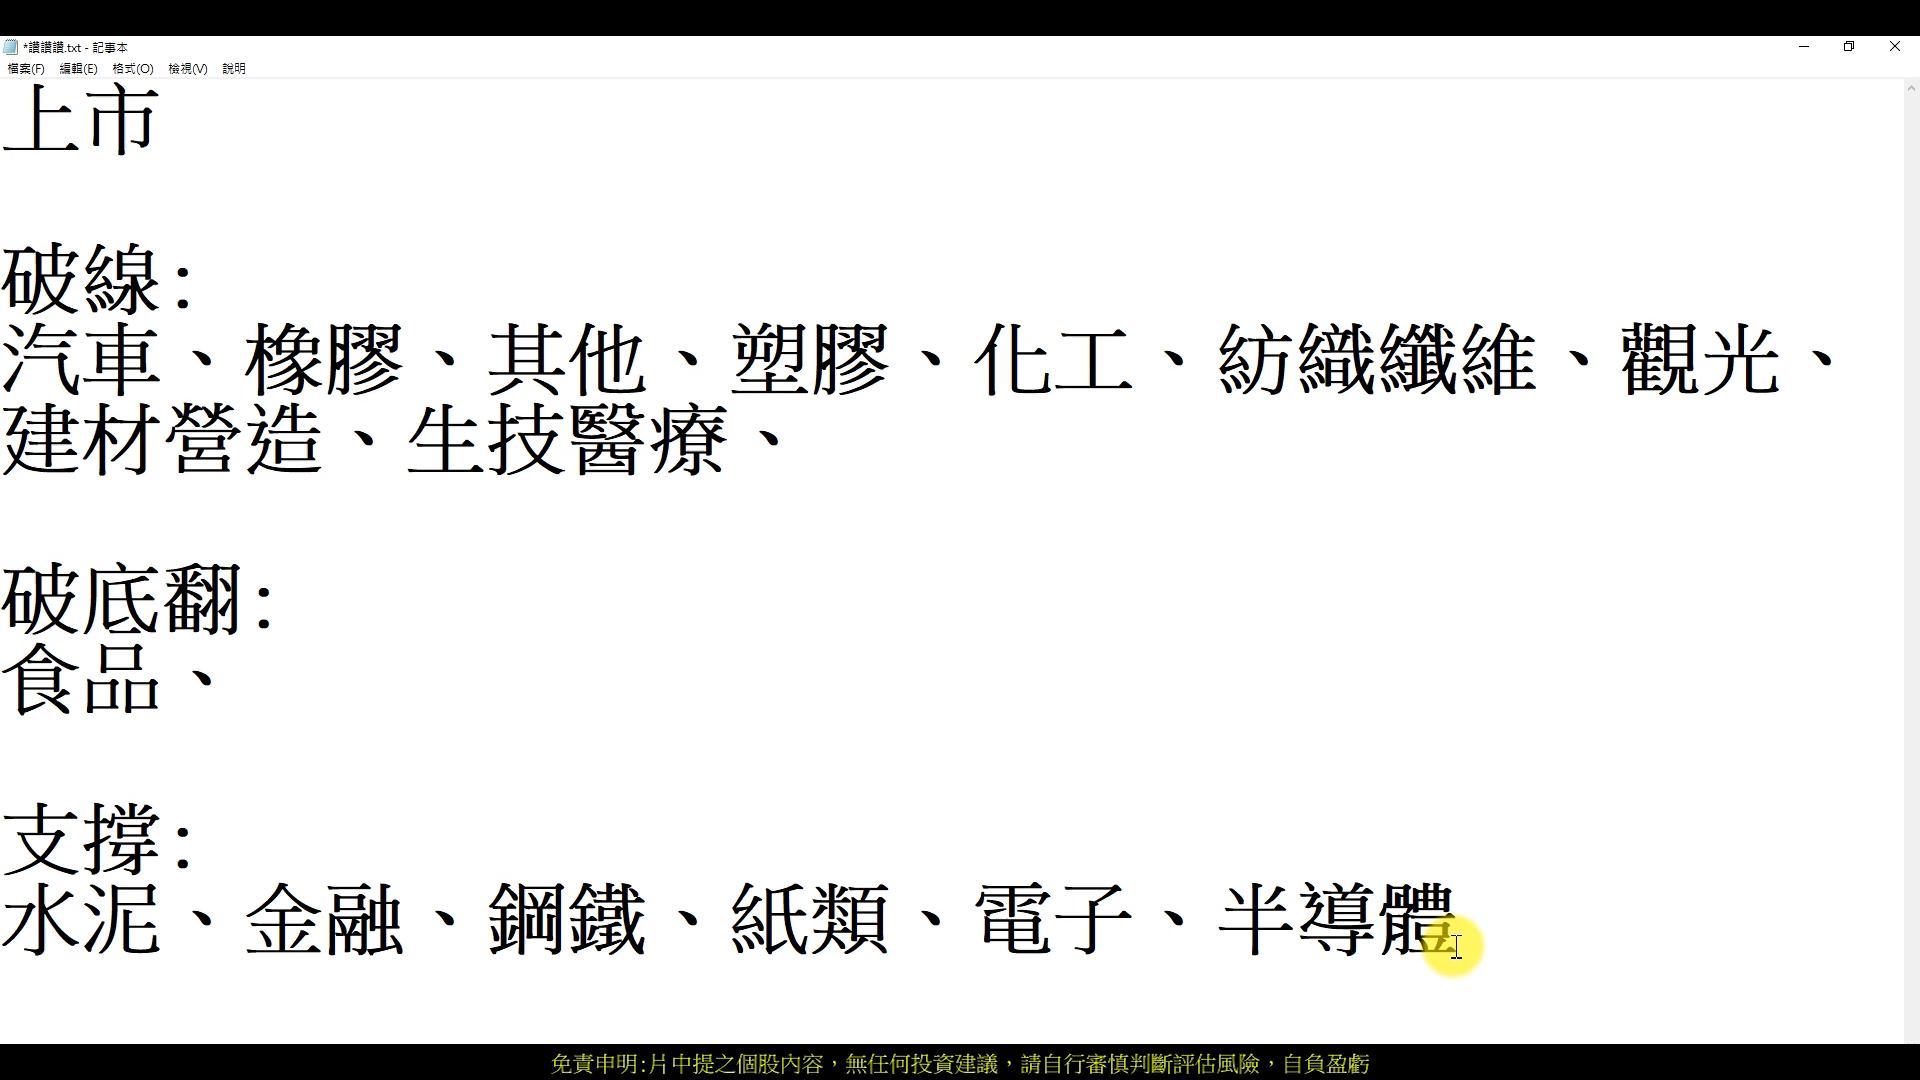 *讚讚讚.txt - 記事本
檔案(F) 編輯(E) 格式(O) 檢視(V) 說明
上市
破線:
汽車、橡膠、其他、塑膠、化工、紡織纖維、觀光、
建材營造、生技醫療、
破底翻:
食品、
支撐:
水泥、金融、鋼鐵、紙類、電子、半導體
免責申明:片中提之個股內容，無任何投資建議，請自行審慎判斷評估風險，自負盈虧